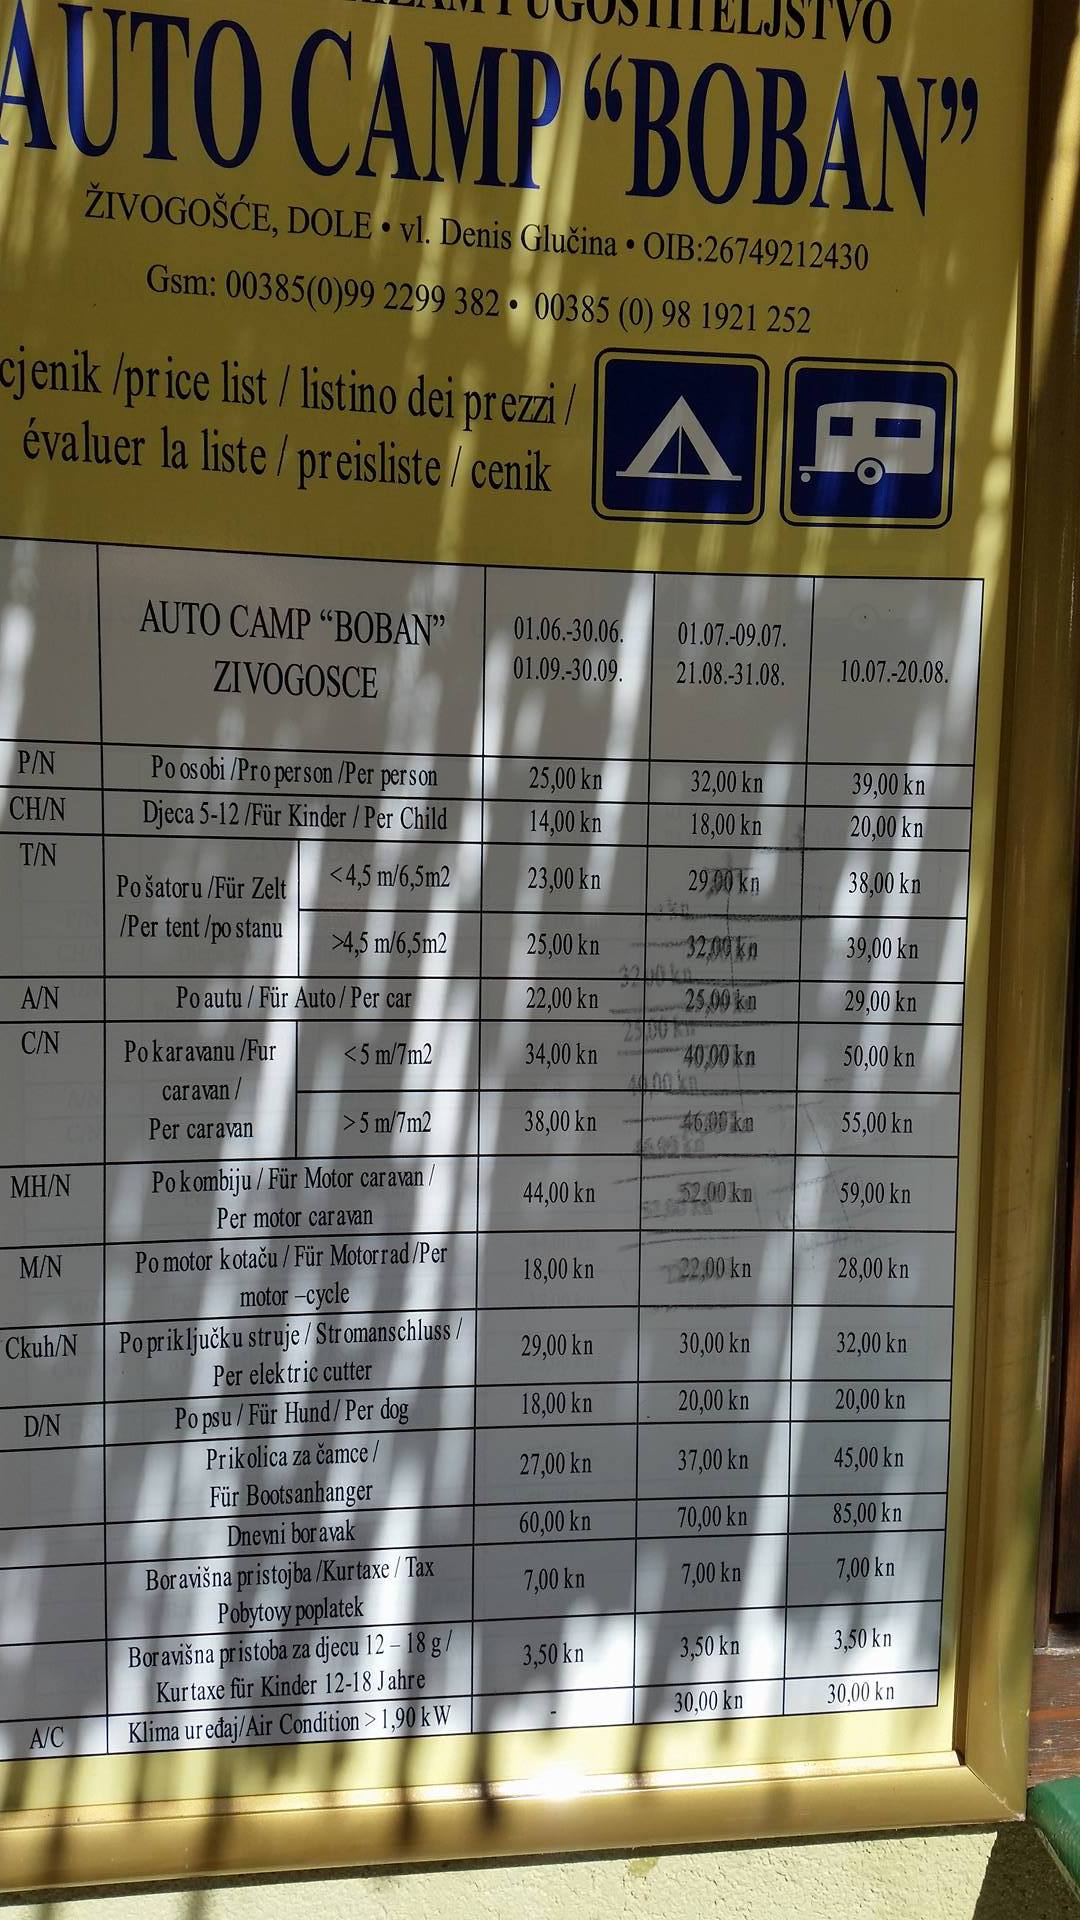 UGOSTITELJSTVO
AUTO CAMP “BOBAN”
ŽIVOGOŠĆE, DOLE • vl. Denis Glučina • OIB:26749212430
Gsm: 00385(0)99 2299 382 • 00385 (0) 98 1921 252
cjenik /price list / listino dei prezzi /
évaluer la liste / preisliste / cenik
AUTO CAMP “BOBAN”
ZIVOGOSCE
01.06.-30.06.
01.09.-30.09.
01.07.-09.07.
21.08.-31.08.
10.07.-20.08.
P/N Po osobi /Pro person /Per person 25,00 kn 32,00 kn 39,00 kn
CH/N Djeca 5-12 /Für Kinder / Per Child 14,00 kn 18,00 kn 20,00 kn
T/N
Po šatoru /Für Zelt
/Per tent /po stanu
<4,5 m/6,5m2 23,00 kn 29,00 kn 38,00 kn
>4,5 m/6,5m2 25,00 kn 32,00 kn 39,00 kn
A/N Po autu / Für Auto / Per car 22,00 kn 25,00 kn 29,00 kn
C/N
Po karavanu /Fur
caravan /
Per caravan
<5 m/7m2 34,00 kn 40,00 kn 50,00 kn
>5 m/7m2 38,00 kn 46,00 kn 55,00 kn
MH/N Po kombiju / Für Motor caravan /
Per motor caravan 44,00 kn 52,00 kn 59,00 kn
M/N Po motor kotaču / Für Motorrad /Per
motor –cycle 18,00 kn 22,00 kn 28,00 kn
Ckuh/N Po priključku struje / Stromanschluss /
Per elektric cutter 29,00 kn 30,00 kn 32,00 kn
D/N Po psu / Für Hund / Per dog 18,00 kn 20,00 kn 20,00 kn
Prikolica za čamce /
Für Bootsanhanger 27,00 kn 37,00 kn 45,00 kn
Dnevni boravak 60,00 kn 70,00 kn 85,00 kn
Boravišna pristojba /Kurtaxe / Tax
Pobytovy poplatek 7,00 kn 7,00 kn 7,00 kn
Boravišna pristoba za djecu 12 – 18 g /
Kurtaxe für Kinder 12-18 Jahre 3,50 kn 3,50 kn 3,50 kn
A/C Klima uređaj/Air Condition > 1,90 kW - 30,00 kn 30,00 kn